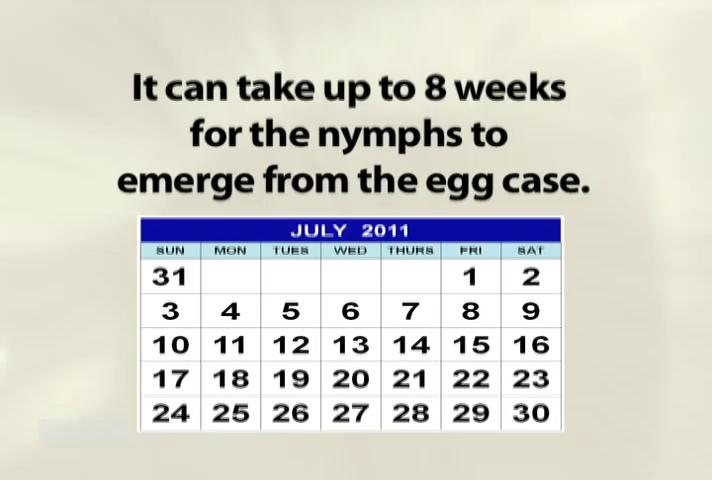 It can take up to 8 weeks
for the nymphs to
emerge from the egg case.
JULY 2011
SUN MON TUES WED THURS FRI SAT
31 1 2
3 4 5 6 7 8 9
10 11 12 13 14 15 16
17 18 19 20 21 22 23
24 25 26 27 28 29 30